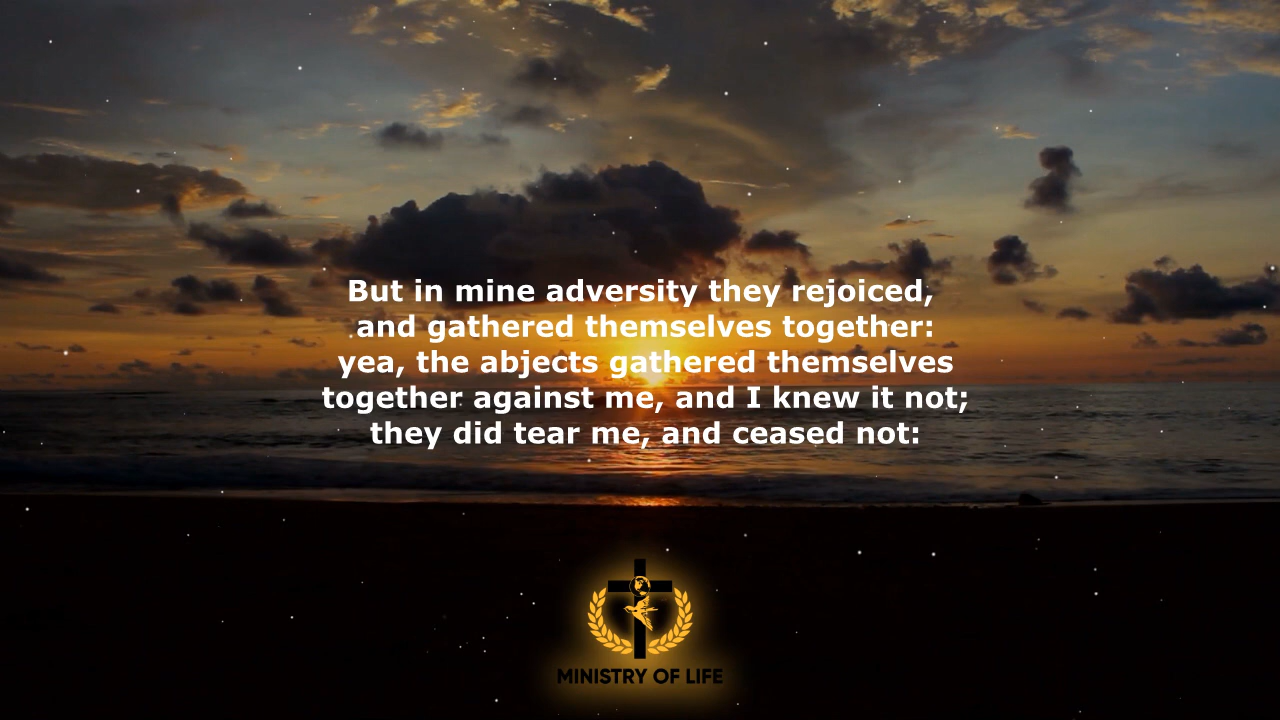 But in mine adversity they rejoiced,
and gathered themselves together:
yea, the abjects gathered themselves
together against me, and I knew it not;
they did tear me, and ceased not:
MINISTRY OF LIFE